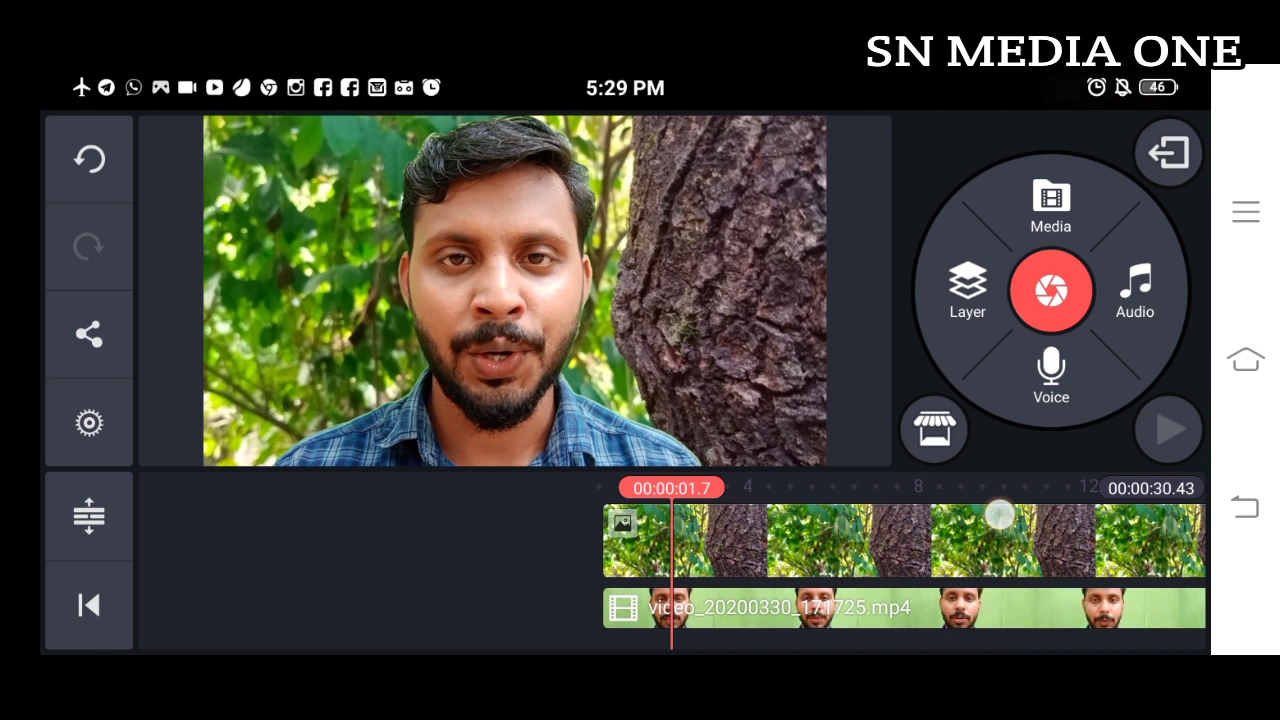 SN MEDIA ONE
5:29 PM
46
Media
Layer
Audio
Voice
00:00:01.7
4
8
12
00:00:30.43
video_20200330_171725.mp4